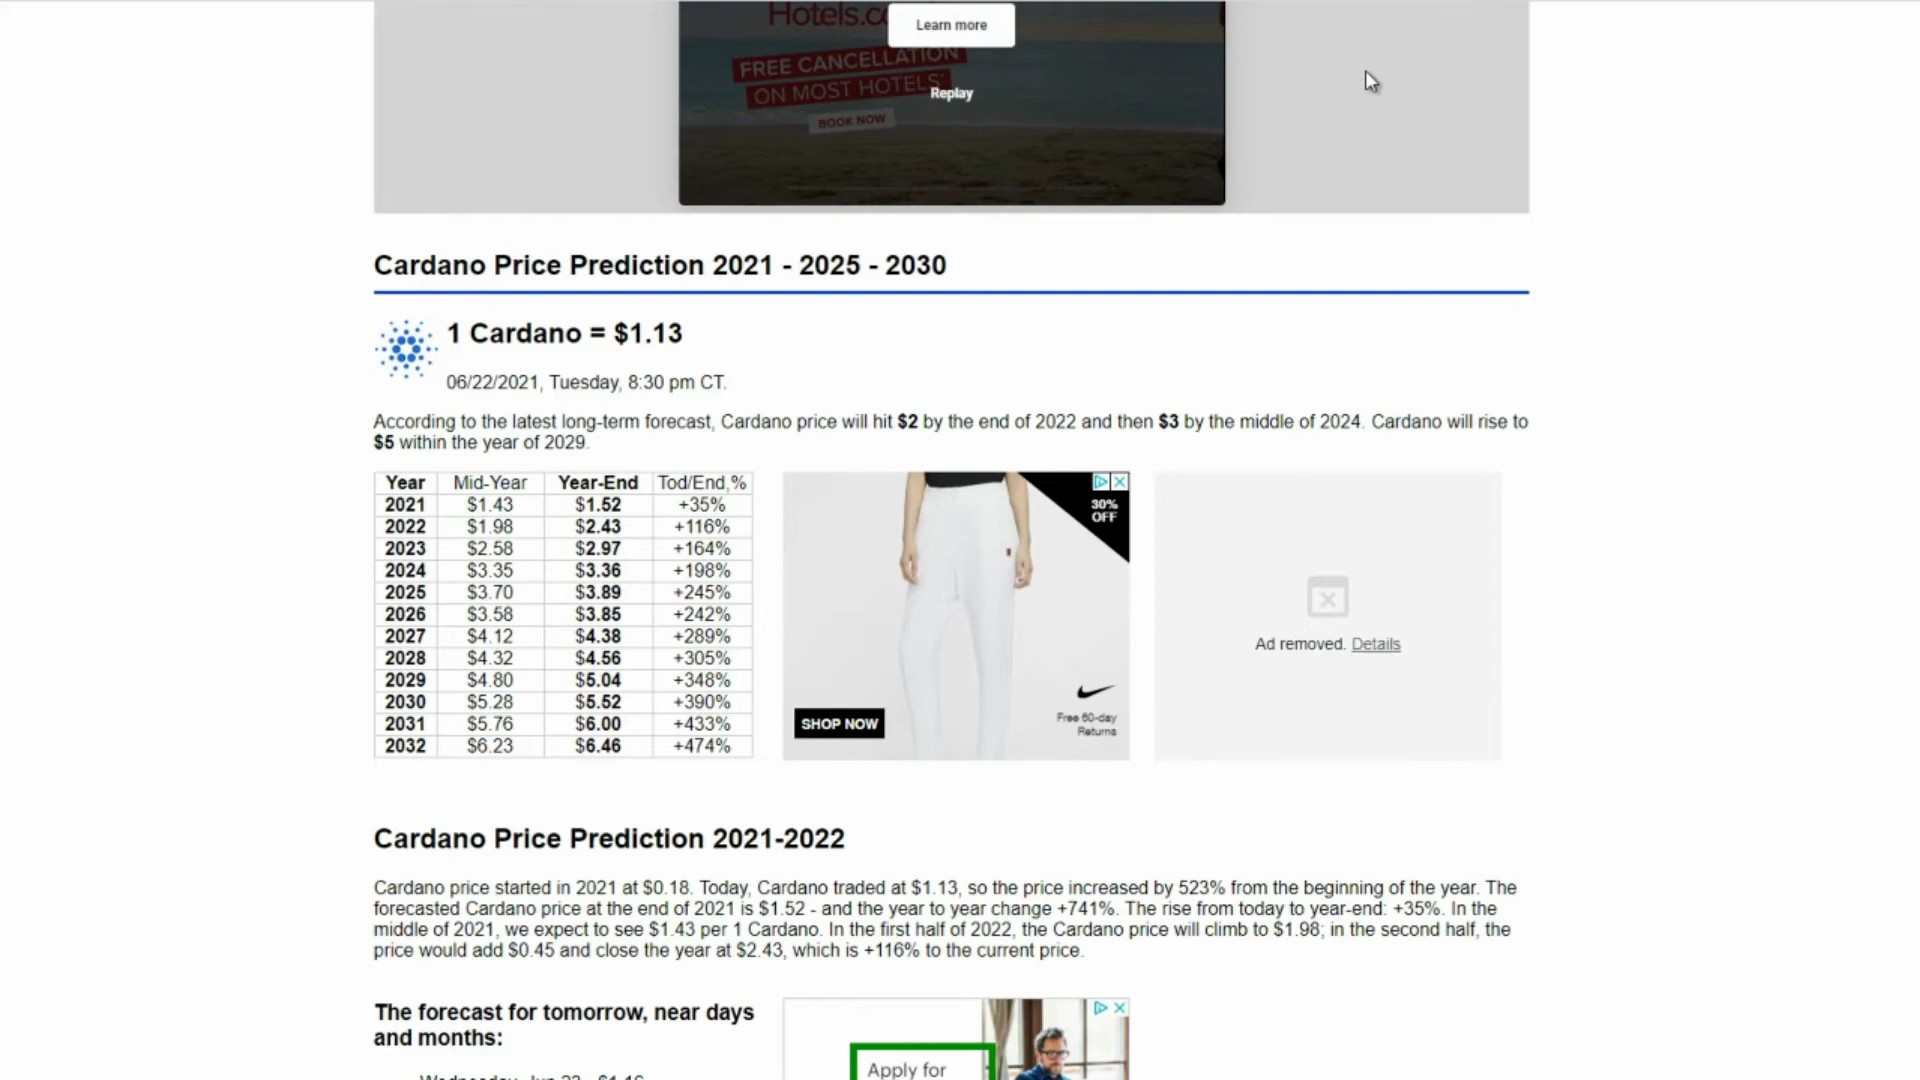 Hotels.c
Learn more
FREE CANCELLATION
ON MOST HOTELS*
Replay
BOOK NOW
Cardano Price Prediction 2021 - 2025 - 2030
1 Cardano = $1.13
06/22/2021, Tuesday, 8:30 pm CT.
According to the latest long-term forecast, Cardano price will hit $2 by the end of 2022 and then $3 by the middle of 2024. Cardano will rise to
$5 within the year of 2029.
Year Mid-Year Year-End Tod/End,%
2021 $1.43 $1.52 +35%
2022 $1.98 $2.43 +116%
2023 $2.58 $2.97 +164%
2024 $3.35 $3.36 +198%
2025 $3.70 $3.89 +245%
2026 $3.58 $3.85 +242%
2027 $4.12 $4.38 +289%
2028 $4.32 $4.56 +305%
2029 $4.80 $5.04 +348%
2030 $5.28 $5.52 +390%
2031 $5.76 $6.00 +433%
2032 $6.23 $6.46 +474%
30%
OFF
SHOP NOW
Free 60-day
Returns
Ad removed. Details
Cardano Price Prediction 2021-2022
Cardano price started in 2021 at $0.18. Today, Cardano traded at $1.13, so the price increased by 523% from the beginning of the year. The
forecasted Cardano price at the end of 2021 is $1.52 - and the year to year change +741%. The rise from today to year-end: +35%. In the
middle of 2021, we expect to see $1.43 per 1 Cardano. In the first half of 2022, the Cardano price will climb to $1.98; in the second half, the
price would add $0.45 and close the year at $2.43, which is +116% to the current price.
The forecast for tomorrow, near days
and months:
Apply for